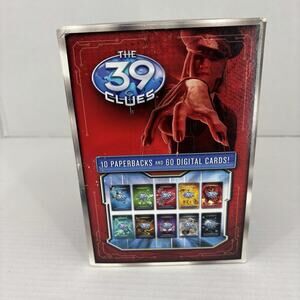 THE
39
CLUES
10 PAPERBACKS AND 60 DIGITAL CARDS!